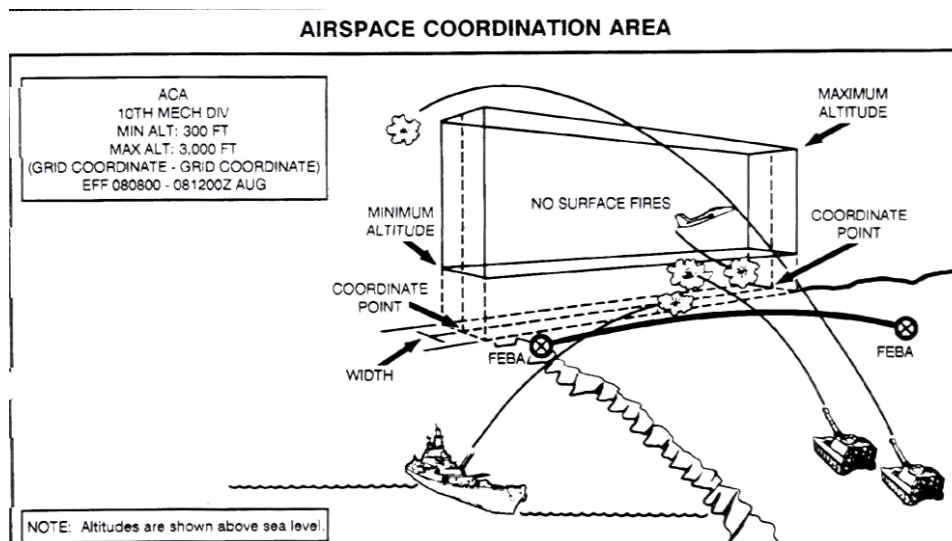 AIRSPACE COORDINATION AREA
ACA
10TH MECH DIV
MIN ALT: 300 FT
MAX ALT: 3,000 FT
(GRID COORDINATE - GRID COORDINATE)
EFF 080800 - 081200Z AUG
MAXIMUM
ALTITUDE
NO SURFACE FIRES
MINIMUM
ALTITUDE
COORDINATE
POINT
COORDINATE
POINT
WIDTH
FEBA
FEBA
NOTE: Altitudes are shown above sea level.